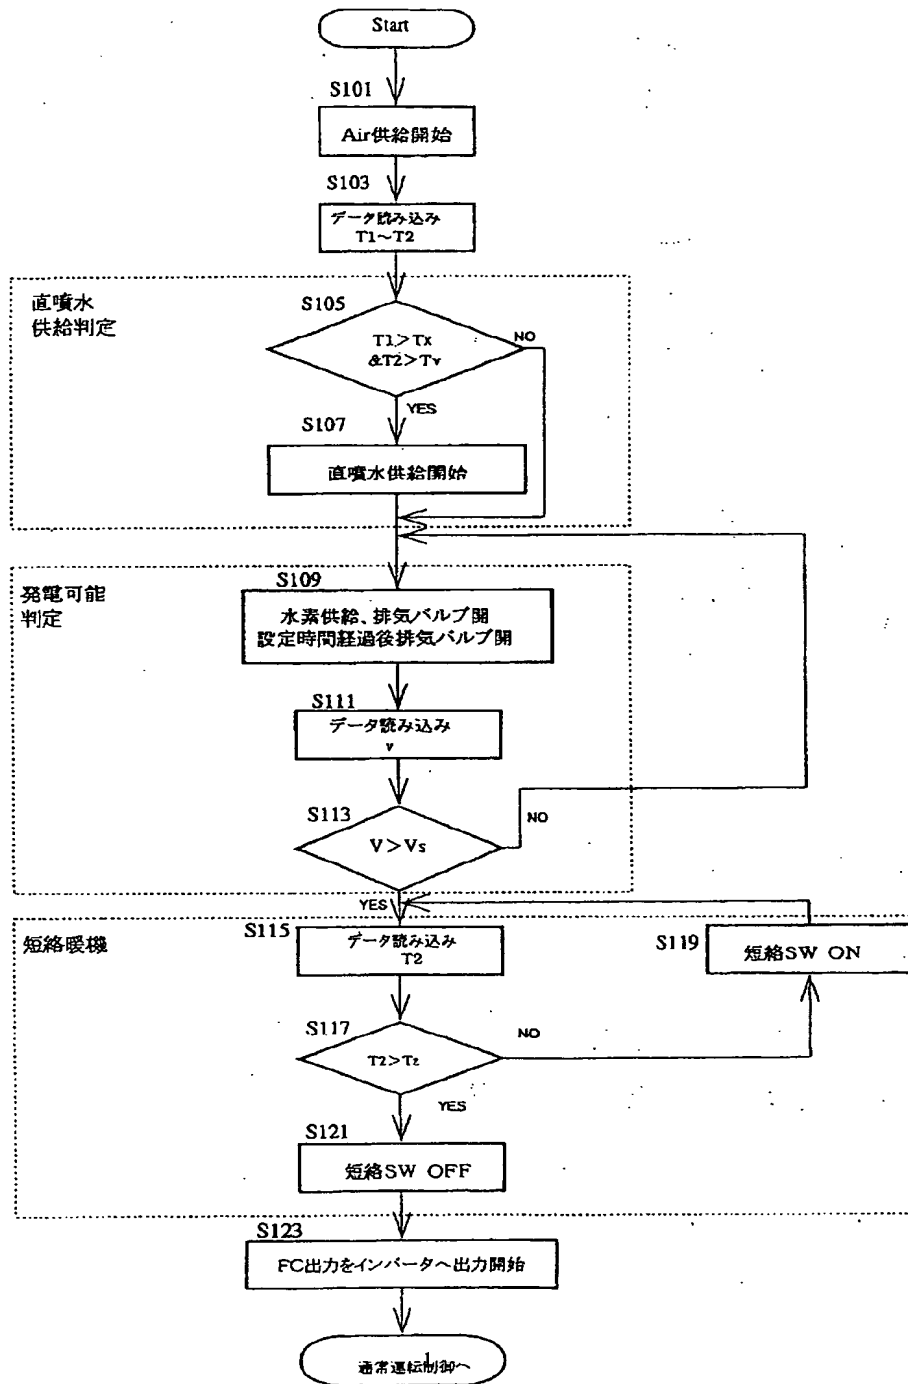 Start
S101
Air供給開始
S103
データ読み込み
T1～T2
直噴水
供給判定
S105
T1＞Tx
&T2＞Tv
NO
YES
S107
直噴水供給開始
発電可能
判定
S109
水素供給、排気バルブ開
設定時間経過後排気バルブ開
S111
データ読み込み
v
S113
V＞Vs
NO
YES
短絡暖機
S115
データ読み込み
T2
S119
短絡SW ON
S117
T2＞Tz
NO
YES
S121
短絡SW OFF
S123
FC出力をインバータへ出力開始
通常運転制御へ